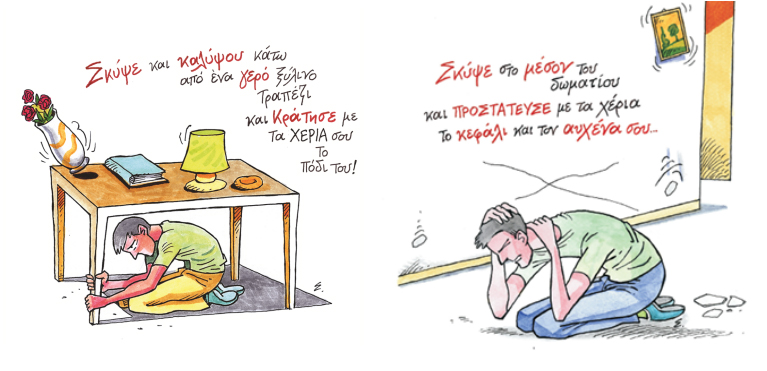 Σκύψε και καλύψου κάτω
από ένα γερό ξύλινο
τραπέζι
και Κράτησε με
τα ΧΕΡΙΑ σου
το
πόδι του!
Σκύψε στο μέσον του
δωματίου
και ΠΡΟΣΤΑΤΕΥΣΕ με τα χέρια
το κεφάλι και τον αυχένα σου...
Σ.
Σ.